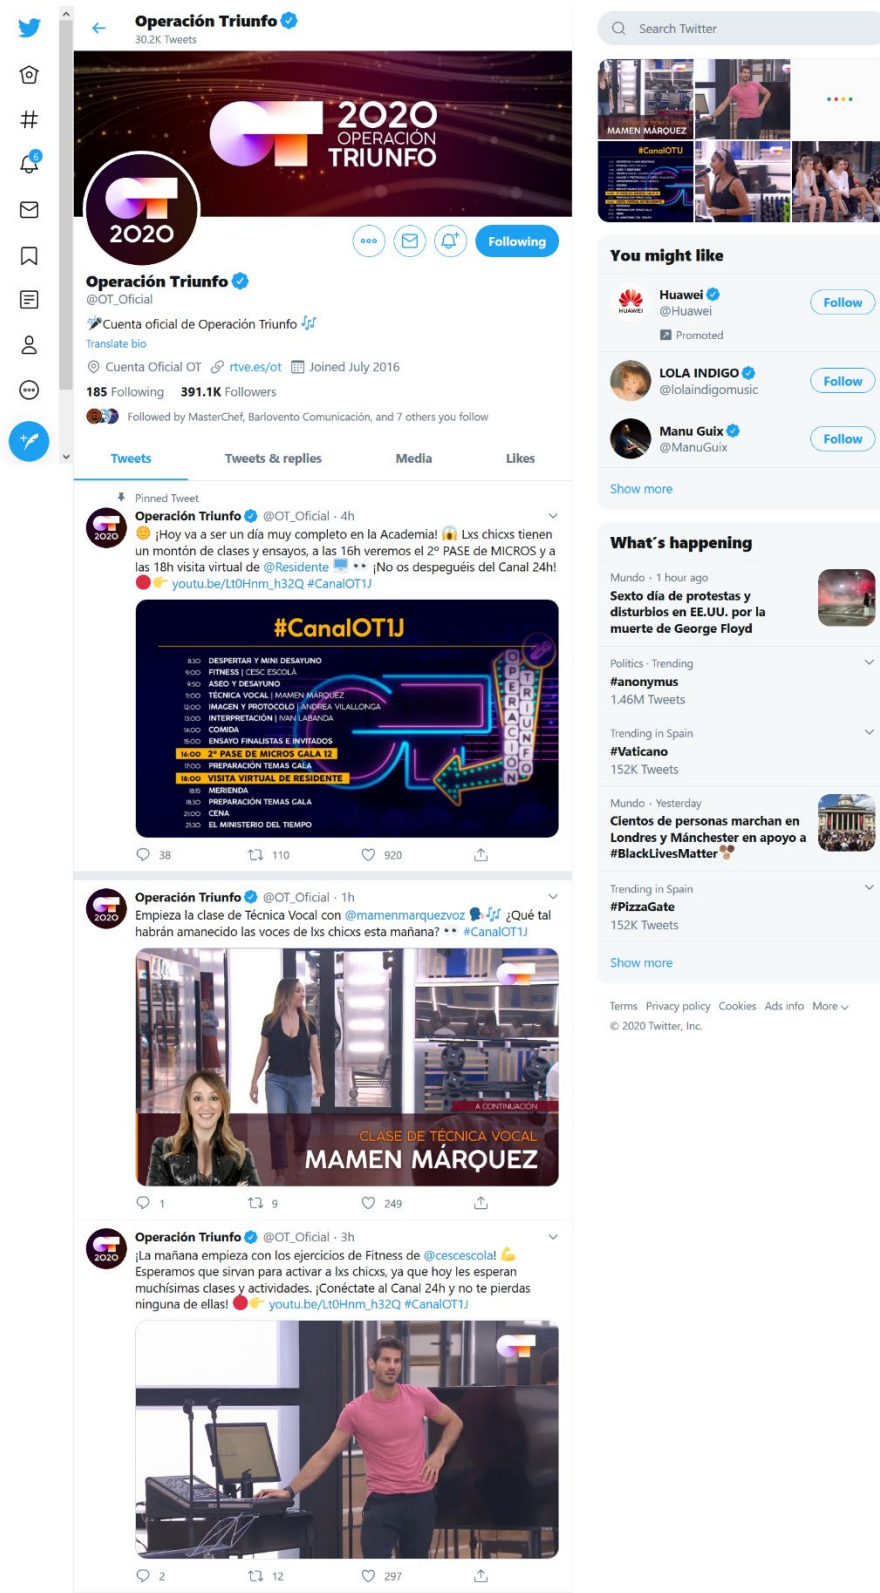 Operación Triunfo
30.2K Tweets
2020
OPERACIÓN
TRIUNFO
2020
Following
Operación Triunfo
@OT_Oficial
Cuenta oficial de Operación Triunfo
Translate bio
Cuenta Oficial OT rtve.es/ot Joined July 2016
185 Following 391.1K Followers
Followed by MasterChef, Barlovento Comunicación, and 7 others you follow
Tweets Tweets & replies Media Likes
Pinned Tweet
Operación Triunfo @OT_Oficial · 4h
¡Hoy va a ser un día muy completo en la Academia! Lxs chicxs tienen
un montón de clases y ensayos, a las 16h veremos el 2º PASE de MICROS y a
las 18h visita virtual de @Residente ¡No os despeguéis del Canal 24h!
youtu.be/Lt0Hnm_h32Q #CanalOT1J
#CanalOT1J
8:30 DESPERTAR Y MINI DESAYUNO
9:00 FITNESS | CESC ESCOLÀ
9:50 ASEO Y DESAYUNO
11:00 TÉCNICA VOCAL | MAMEN MÁRQUEZ
12:00 IMAGEN Y PROTOCOLO | ANDREA VILALLONGA
13:00 INTERPRETACIÓN | IVAN LABANDA
14:00 COMIDA
15:00 ENSAYO FINALISTAS E INVITADOS
16:00 2º PASE DE MICROS GALA 12
17:00 PREPARACIÓN TEMAS GALA
18:00 VISITA VIRTUAL DE RESIDENTE
18:15 MERIENDA
18:30 PREPARACIÓN TEMAS GALA
21:00 CENA
21:30 EL MINISTERIO DEL TIEMPO
OPERACIÓN
TRIUNFO
38 110 920
Operación Triunfo @OT_Oficial · 1h
2020
Empieza la clase de Técnica Vocal con @mamenmarquezvoz ¿Qué tal
habrán amanecido las voces de lxs chicxs esta mañana? #CanalOT1J
A CONTINUACIÓN
CLASE DE TÉCNICA VOCAL
MAMEN MÁRQUEZ
1 9 249
Operación Triunfo @OT_Oficial · 3h
2020
¡La mañana empieza con los ejercicios de Fitness de @cescescola!
Esperamos que sirvan para activar a lxs chicxs, ya que hoy les esperan
muchísimas clases y actividades. ¡Conéctate al Canal 24h y no te pierdas
ninguna de ellas! youtu.be/Lt0Hnm_h32Q #CanalOT1J
2 12 297
Search Twitter
MAMEN MÁRQUEZ
#CanalOT1J
You might like
Huawei
@Huawei
HUAWEI
Promoted
Follow
LOLA INDIGO
@lolaindigomusic
Follow
Manu Guix
@ManuGuix
Follow
Show more
What's happening
Mundo · 1 hour ago
Sexto día de protestas y
disturbios en EE.UU. por la
muerte de George Floyd
Politics · Trending
#anonymus
1.46M Tweets
Trending in Spain
#Vaticano
152K Tweets
Mundo · Yesterday
Cientos de personas marchan en
Londres y Mánchester en apoyo a
#BlackLivesMatter
Trending in Spain
#PizzaGate
152K Tweets
Show more
Terms Privacy policy Cookies Ads info More
© 2020 Twitter, Inc.